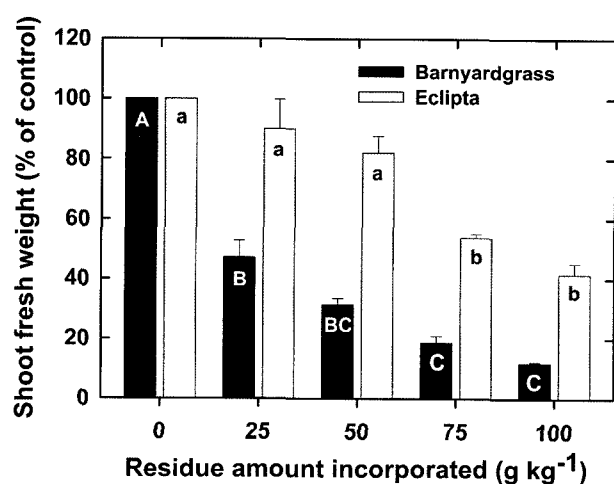 120
100
80
60
40
20
0
Shoot fresh weight (% of control)
Barnyardgrass
Eclipta
A
a
B
a
BC
a
C
b
C
b
0 25 50 75 100
Residue amount incorporated (g kg⁻¹)